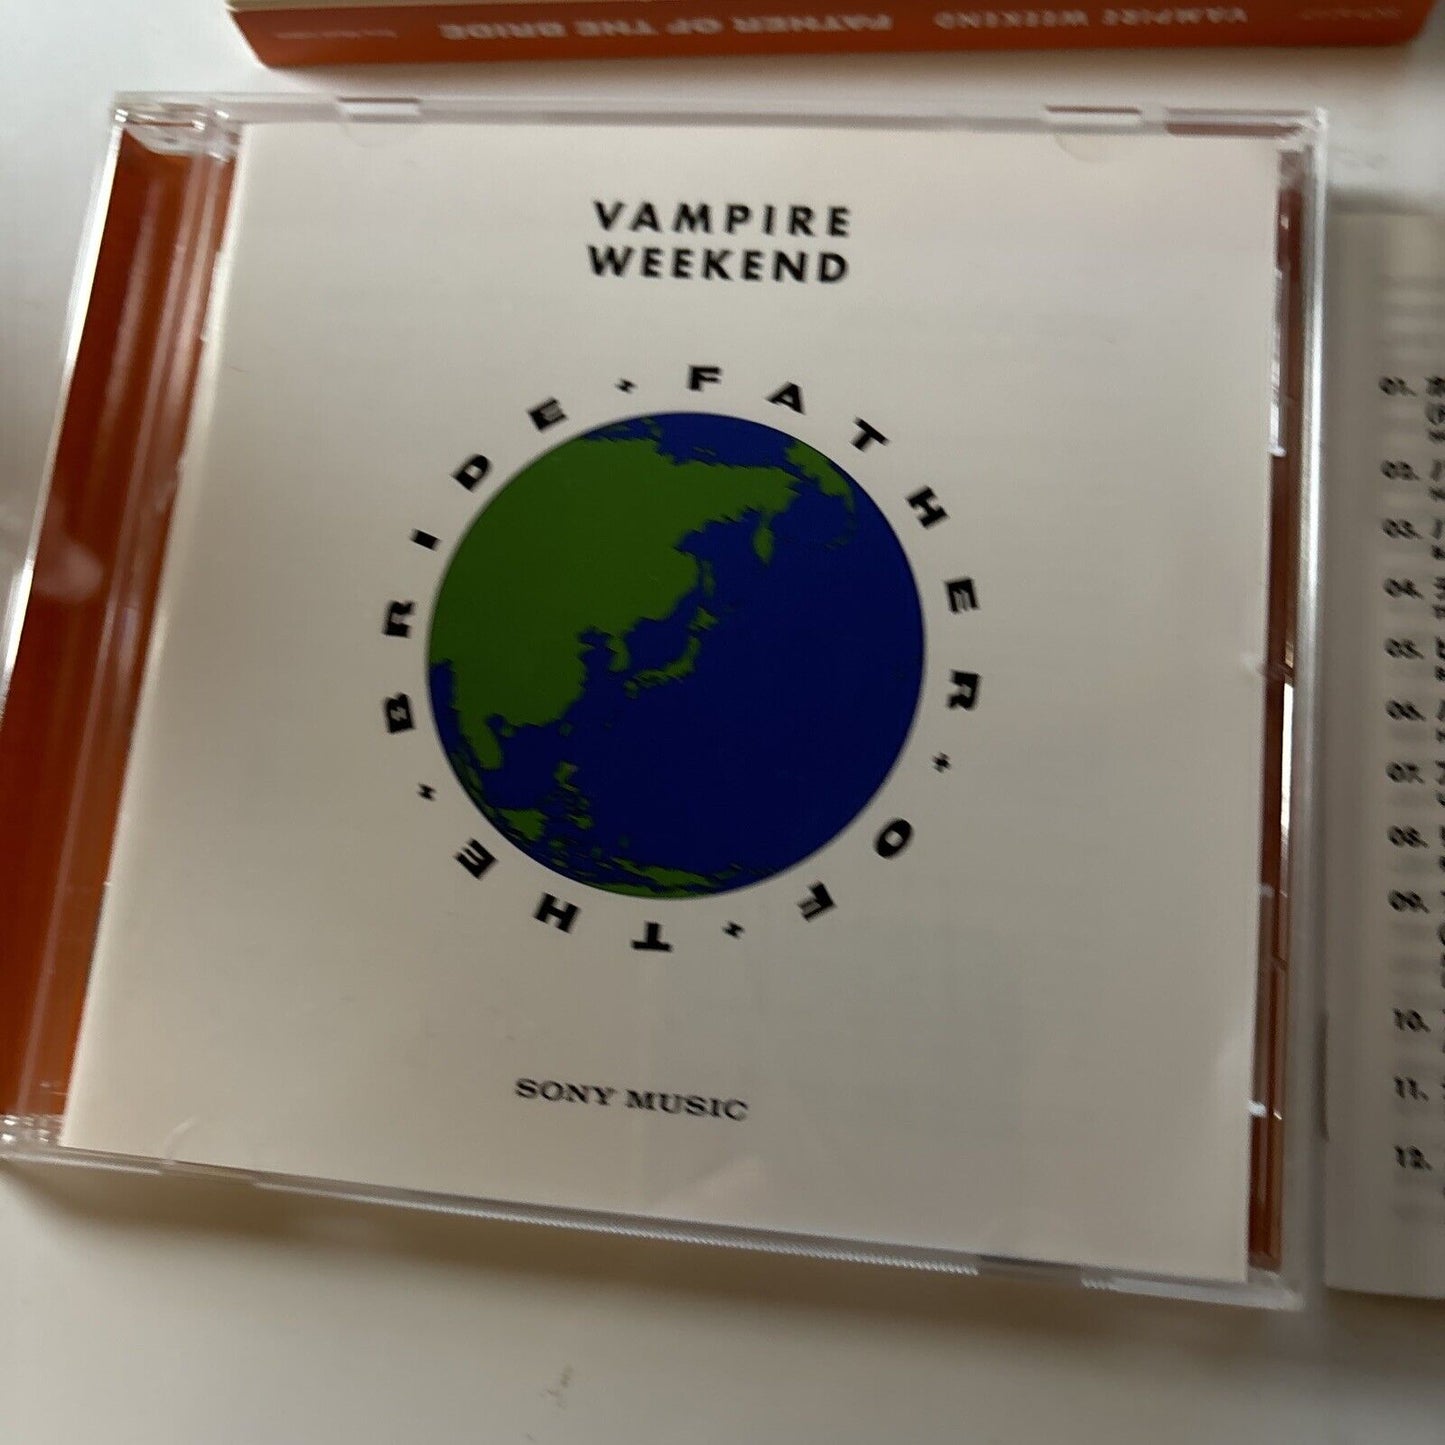 VAMPIRE WEEKEND FATHER OF THE BRIDE
VAMPIRE
WEEKEND
FATHER · OF · THE · BRIDE ·
SONY MUSIC
01.
02.
03.
04.
05.
06.
07.
08.
09.
10.
11.
12.